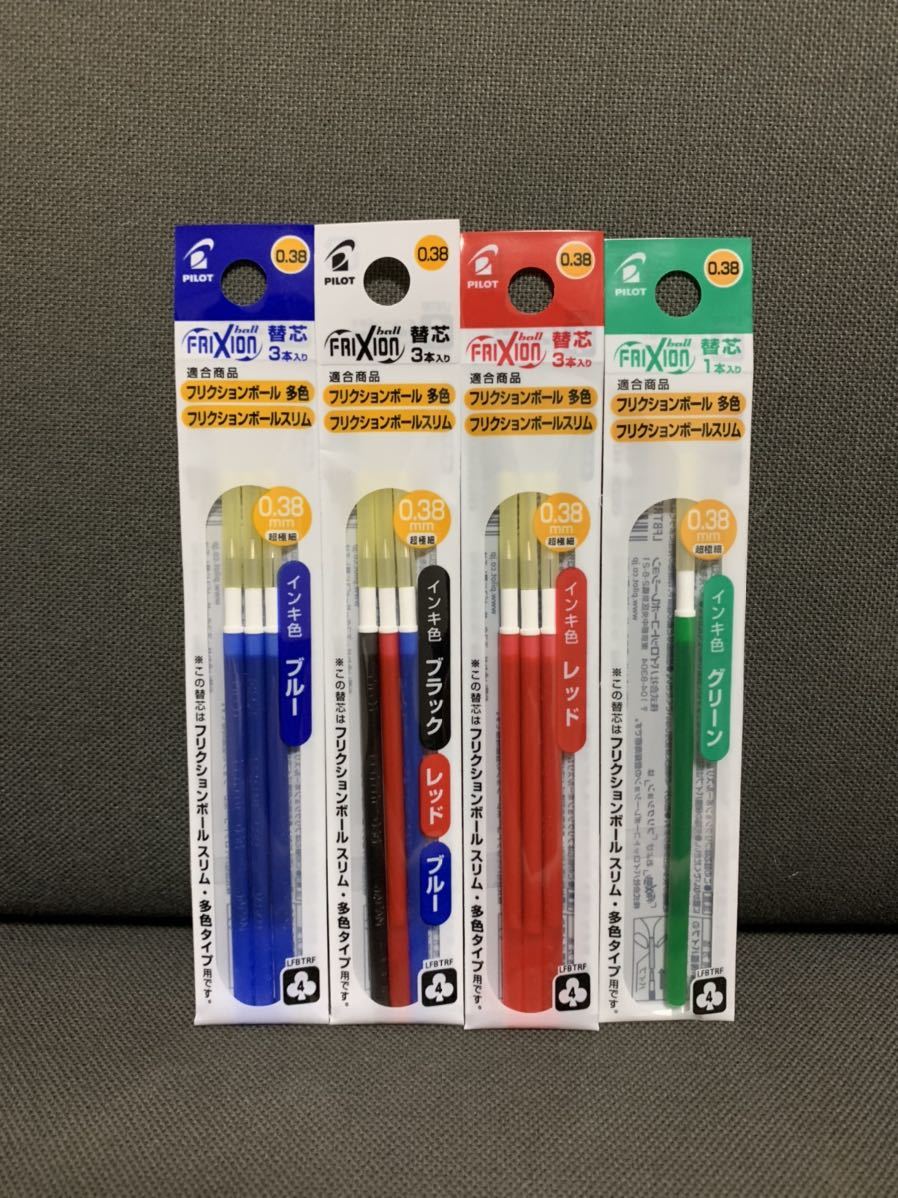 PILOT
0.38
ball
FRIXION
替芯
3本入り
適合商品
フリクションボール 多色
フリクションボールスリム
0.38
mm
超極細
インキ色 ブルー
※この替芯はフリクションボール スリム・多色タイプ用です。
LFBTRF
4
PILOT
0.38
ball
FRIXION
替芯
3本入り
適合商品
フリクションボール 多色
フリクションボールスリム
0.38
mm
超極細
インキ色 ブラック
レッド
ブルー
※この替芯はフリクションボール スリム・多色タイプ用です。
LFBTRF
4
PILOT
0.38
ball
FRIXION
替芯
3本入り
適合商品
フリクションボール 多色
フリクションボールスリム
0.38
mm
超極細
インキ色 レッド
※この替芯はフリクションボール スリム・多色タイプ用です。
LFBTRF
4
PILOT
0.38
ball
FRIXION
替芯
1本入り
適合商品
フリクションボール 多色
フリクションボールスリム
0.38
mm
超極細
インキ色 グリーン
※この替芯はフリクションボール スリム・多色タイプ用です。
LFBTRF
4